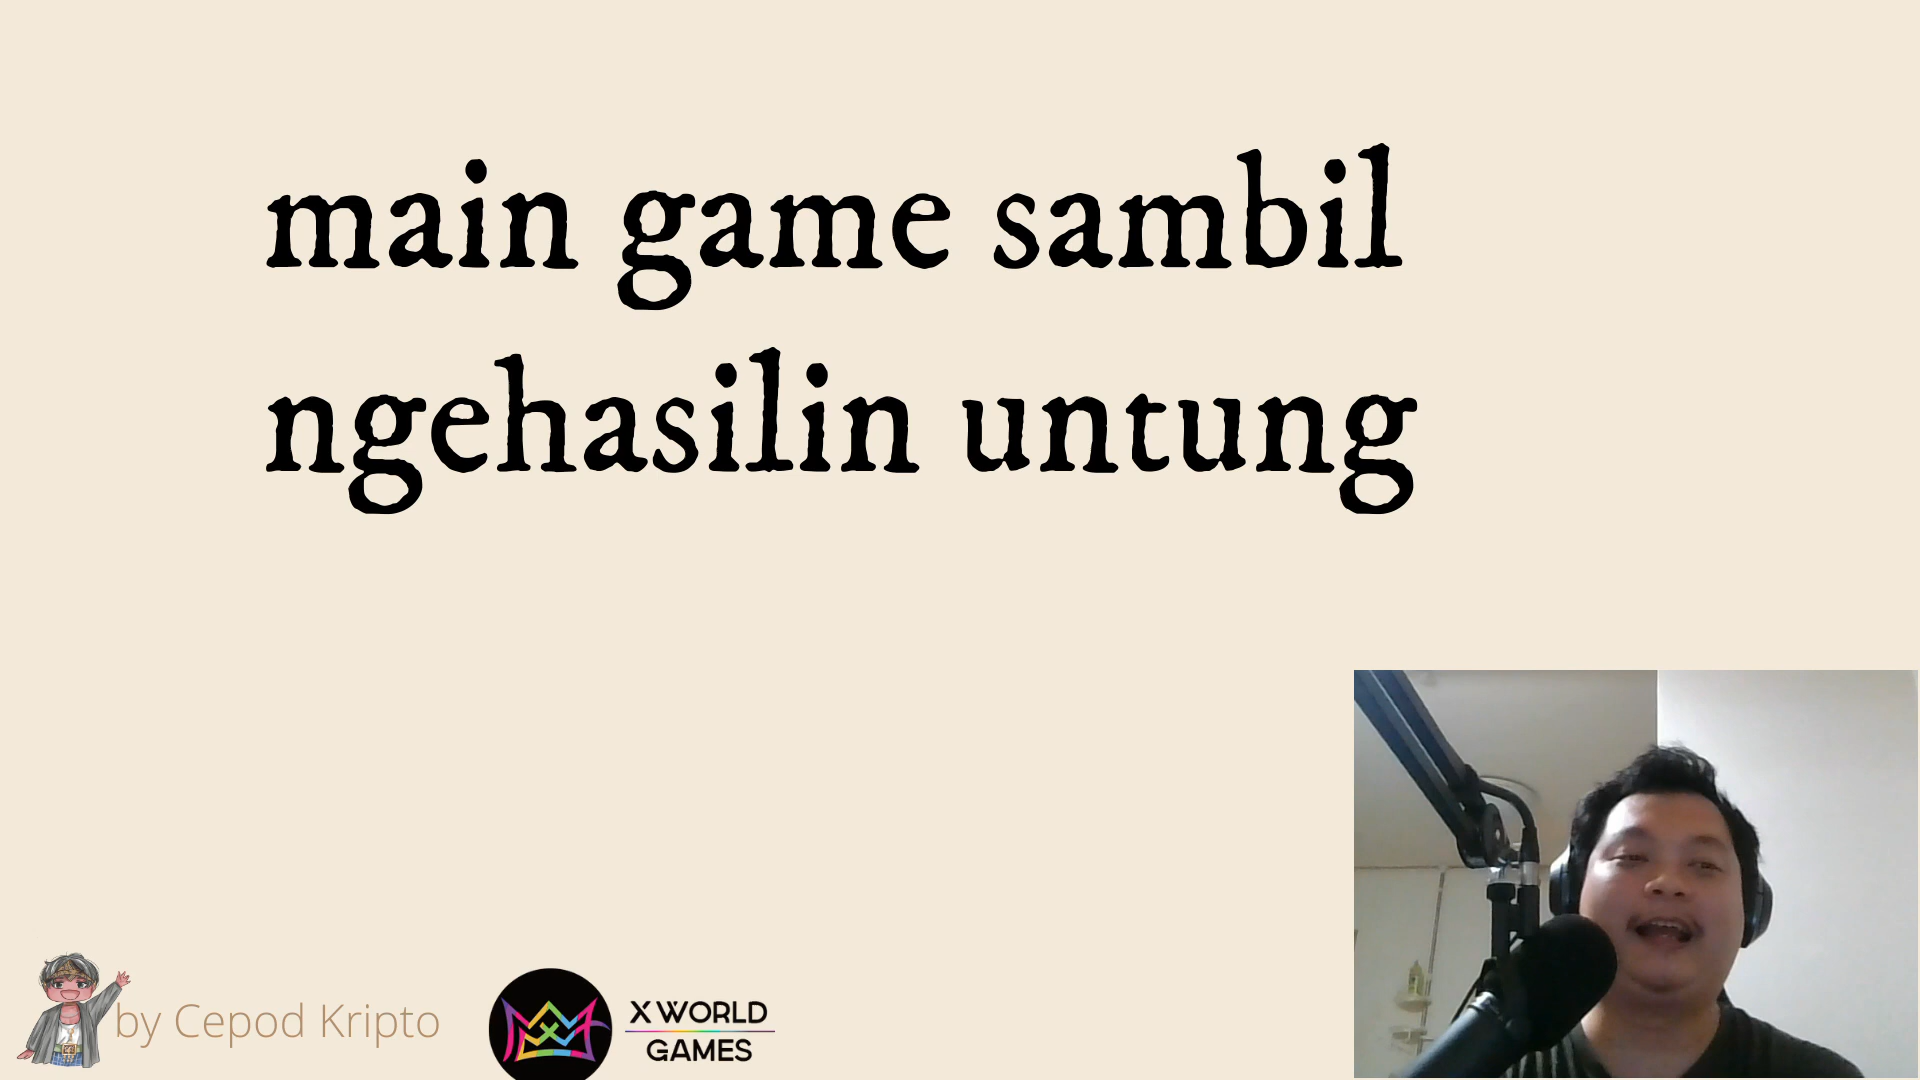 main game sambil
ngehasilin untung
by Cepod Kripto
X WORLD
GAMES